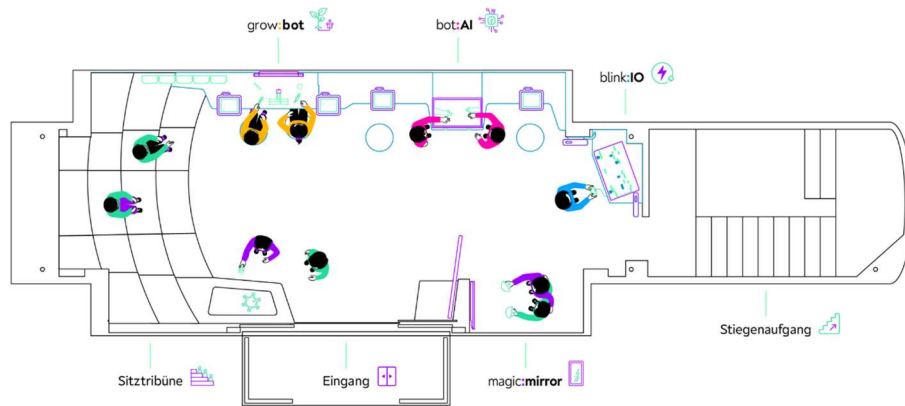 grow:bot
bot:AI
blink:IO
Stiegenaufgang
Sitztribüne
Eingang
magic:mirror